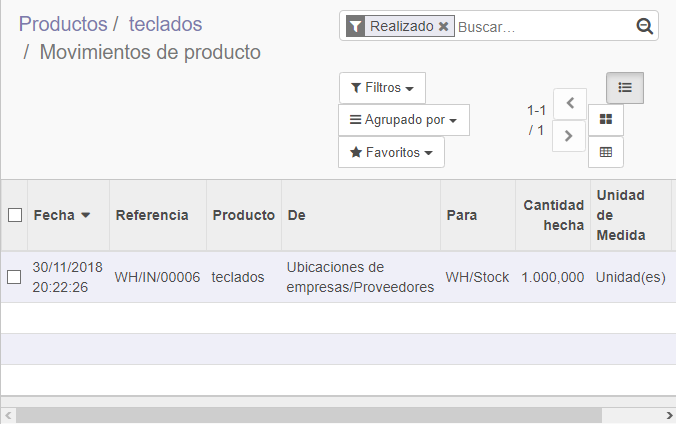 Productos / teclados
/ Movimientos de producto
Realizado ✖ Buscar...
Filtros
Agrupado por
Favoritos
1-1
/ 1
Fecha Referencia Producto De Para Cantidad hecha Unidad de Medida
30/11/2018 20:22:26 WH/IN/00006 teclados Ubicaciones de empresas/Proveedores WH/Stock 1.000,000 Unidad(es)